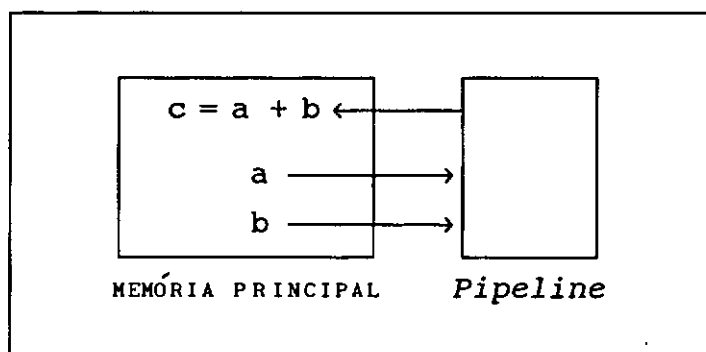 c = a + b
a
b
MEMÓRIA PRINCIPAL
Pipeline